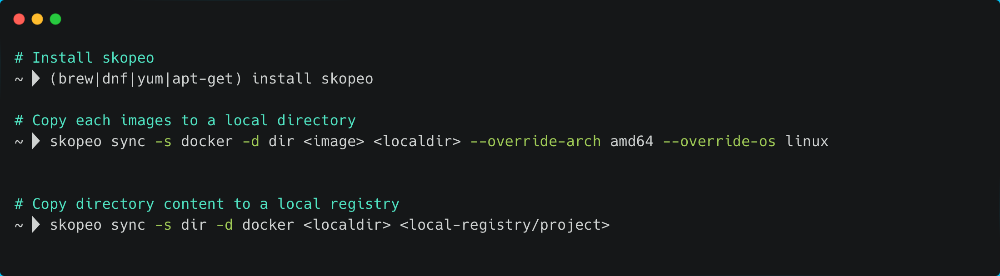 # Install skopeo
~ (brew|dnf|yum|apt-get) install skopeo
# Copy each images to a local directory
~ skopeo sync -s docker -d dir <image> <localdir> --override-arch amd64 --override-os linux
# Copy directory content to a local registry
~ skopeo sync -s dir -d docker <localdir> <local-registry/project>